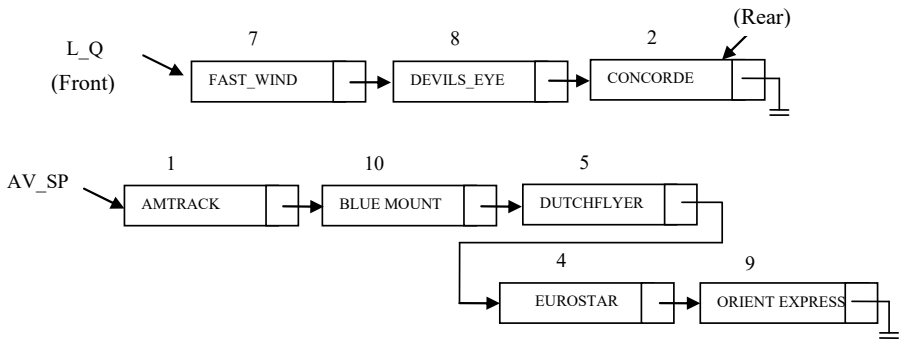 7 8 2 (Rear)
L_Q
(Front)
FAST_WIND DEVILS_EYE CONCORDE
1 10 5
AV_SP
AMTRACK BLUE MOUNT DUTCHFLYER
4 9
EUROSTAR ORIENT EXPRESS